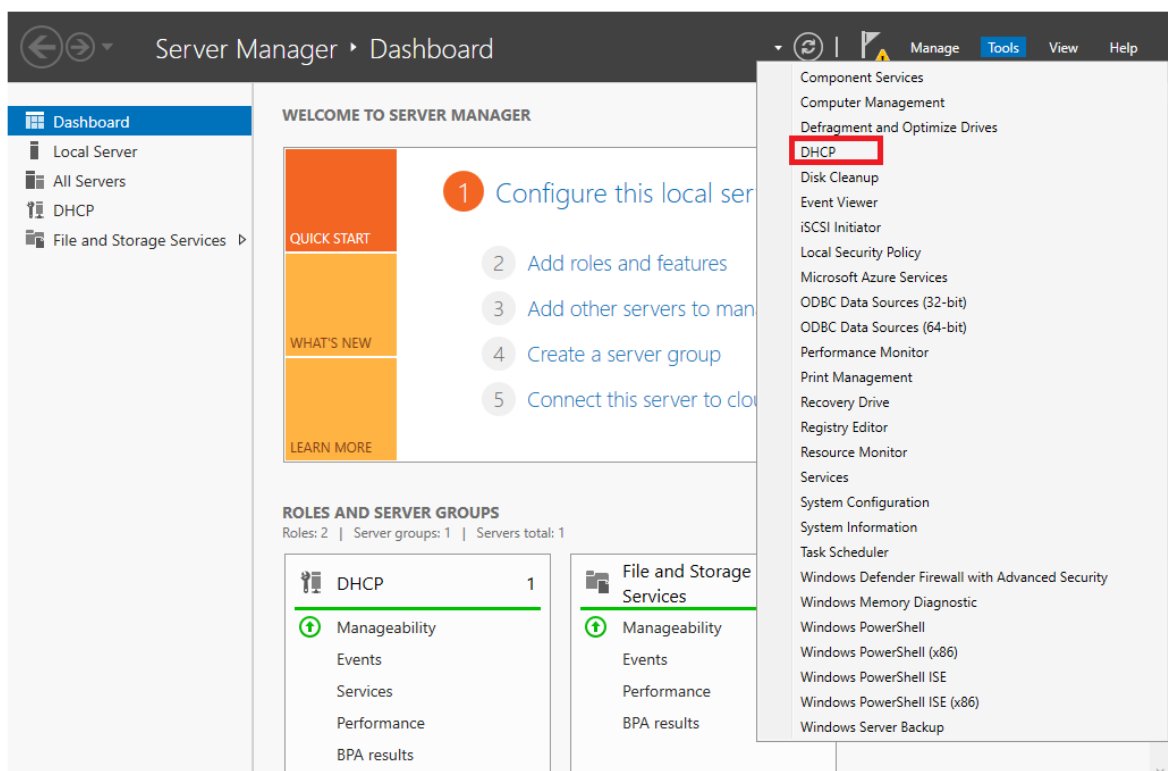 Server Manager ‣ Dashboard
Manage Tools View Help
Dashboard
Local Server
All Servers
DHCP
File and Storage Services
WELCOME TO SERVER MANAGER
QUICK START
WHAT'S NEW
LEARN MORE
1 Configure this local ser
2 Add roles and features
3 Add other servers to man
4 Create a server group
5 Connect this server to clou
ROLES AND SERVER GROUPS
Roles: 2 | Server groups: 1 | Servers total: 1
DHCP 1
Manageability
Events
Services
Performance
BPA results
File and Storage
Services
Manageability
Events
Performance
BPA results
Component Services
Computer Management
Defragment and Optimize Drives
DHCP
Disk Cleanup
Event Viewer
iSCSI Initiator
Local Security Policy
Microsoft Azure Services
ODBC Data Sources (32-bit)
ODBC Data Sources (64-bit)
Performance Monitor
Print Management
Recovery Drive
Registry Editor
Resource Monitor
Services
System Configuration
System Information
Task Scheduler
Windows Defender Firewall with Advanced Security
Windows Memory Diagnostic
Windows PowerShell
Windows PowerShell (x86)
Windows PowerShell ISE
Windows PowerShell ISE (x86)
Windows Server Backup